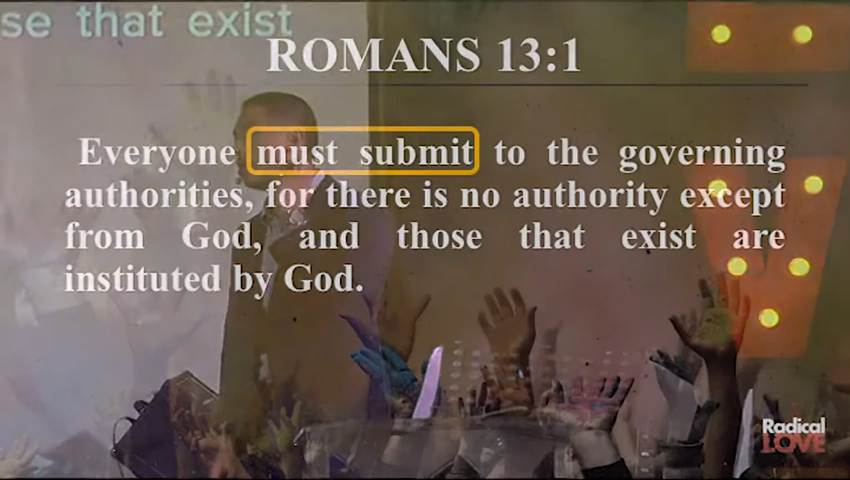 se that exist
ROMANS 13:1
Everyone must submit to the governing
authorities, for there is no authority except
from God, and those that exist are
instituted by God.
Radical
LOVE